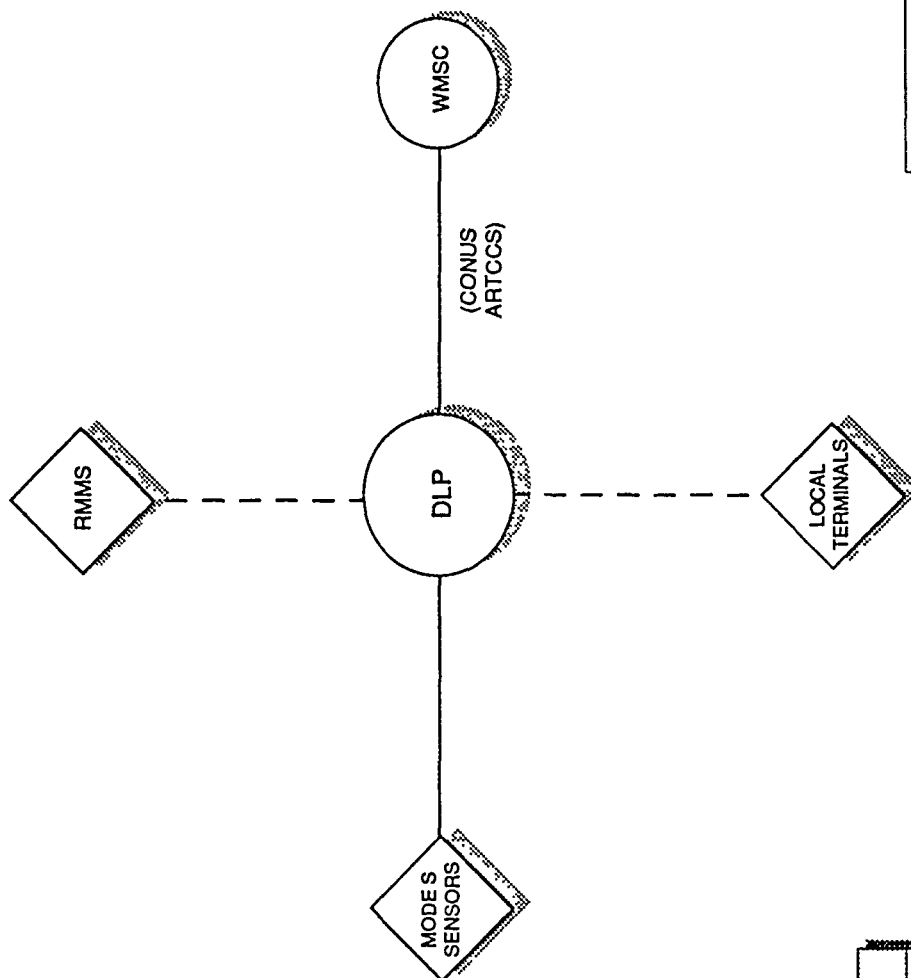 RMMS
WMSC
DLP
(CONUS
ARTCCS)
MODE S
SENSORS
LOCAL
TERMINALS